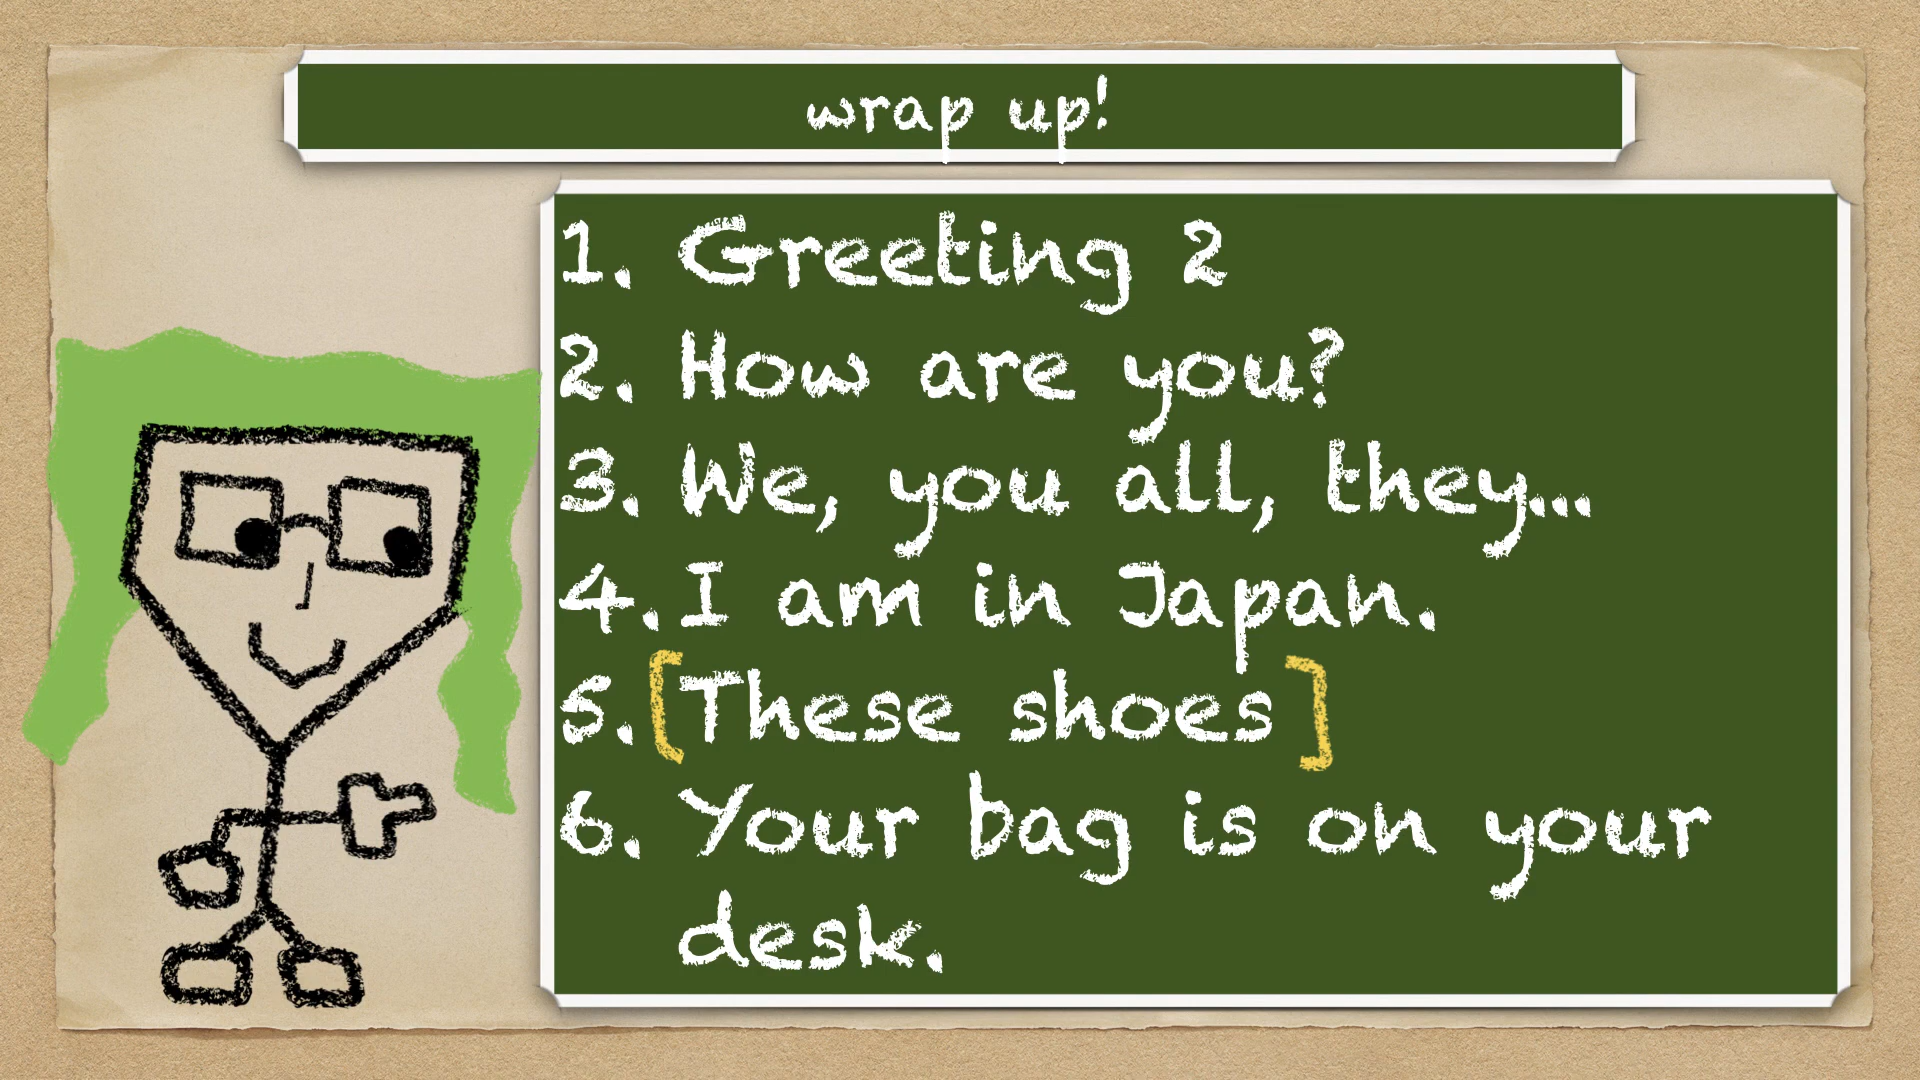 wrap up!
1. Greeting 2
2. How are you?
3. We, you all, they...
4. I am in Japan.
5. [These shoes]
6. Your bag is on your
desk.